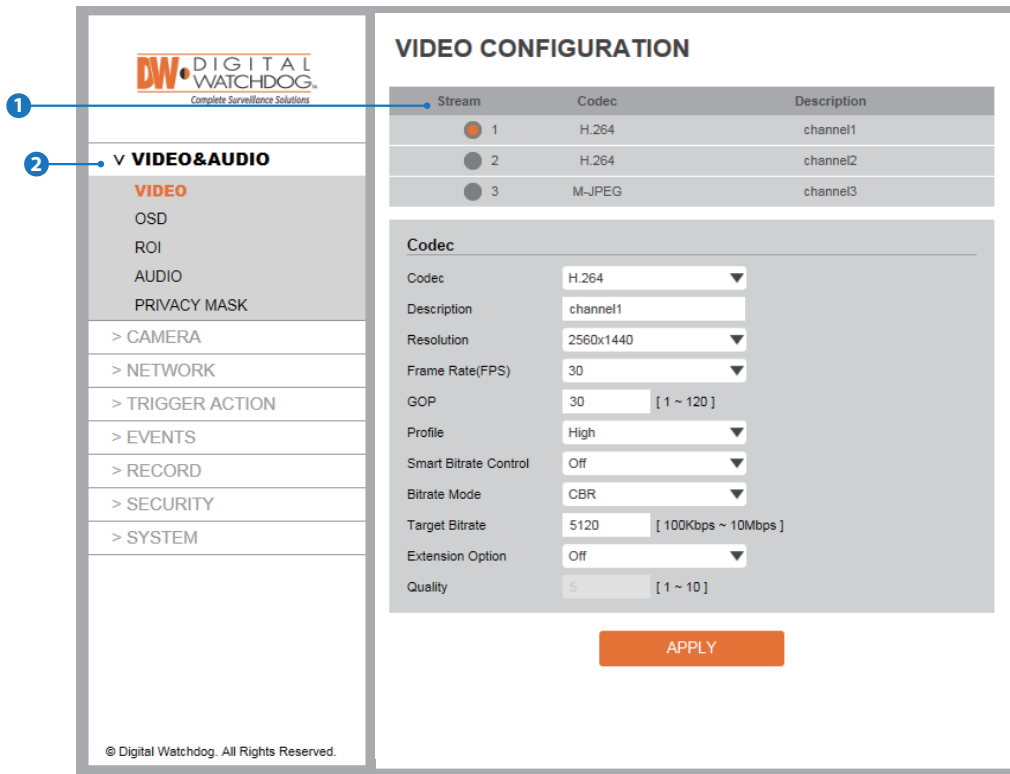 DW DIGITAL
WATCHDOG™
Complete Surveillance Solutions
1
2
v VIDEO&AUDIO
VIDEO
OSD
ROI
AUDIO
PRIVACY MASK
> CAMERA
> NETWORK
> TRIGGER ACTION
> EVENTS
> RECORD
> SECURITY
> SYSTEM
© Digital Watchdog. All Rights Reserved.
VIDEO CONFIGURATION
Stream Codec Description
1 H.264 channel1
2 H.264 channel2
3 M-JPEG channel3
Codec
Codec H.264
Description channel1
Resolution 2560x1440
Frame Rate(FPS) 30
GOP 30 [ 1 ~ 120 ]
Profile High
Smart Bitrate Control Off
Bitrate Mode CBR
Target Bitrate 5120 [ 100Kbps ~ 10Mbps ]
Extension Option Off
Quality 5 [ 1 ~ 10 ]
APPLY